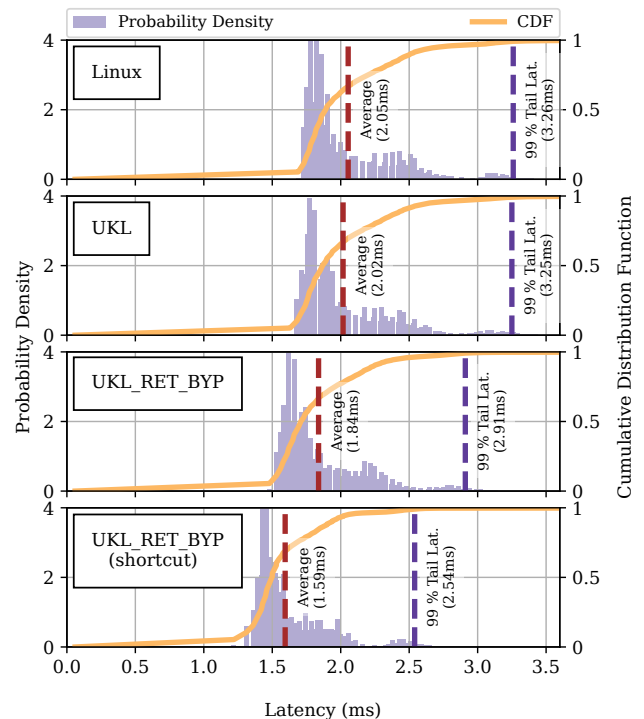 Probability Density CDF
4 1
Linux
2 0.5
0 0
Average
(2.05ms)
99 % Tail Lat.
(3.26ms)
4 1
UKL
2 0.5
0 0
Average
(2.02ms)
99 % Tail Lat.
(3.25ms)
4 1
UKL_RET_BYP
2 0.5
0 0
Average
(1.84ms)
99 % Tail Lat.
(2.91ms)
4 1
UKL_RET_BYP
(shortcut)
2 0.5
0 0
Average
(1.59ms)
99 % Tail Lat.
(2.54ms)
0.0 0.5 1.0 1.5 2.0 2.5 3.0 3.5
Latency (ms)
Probability Density
Cumulative Distribution Function